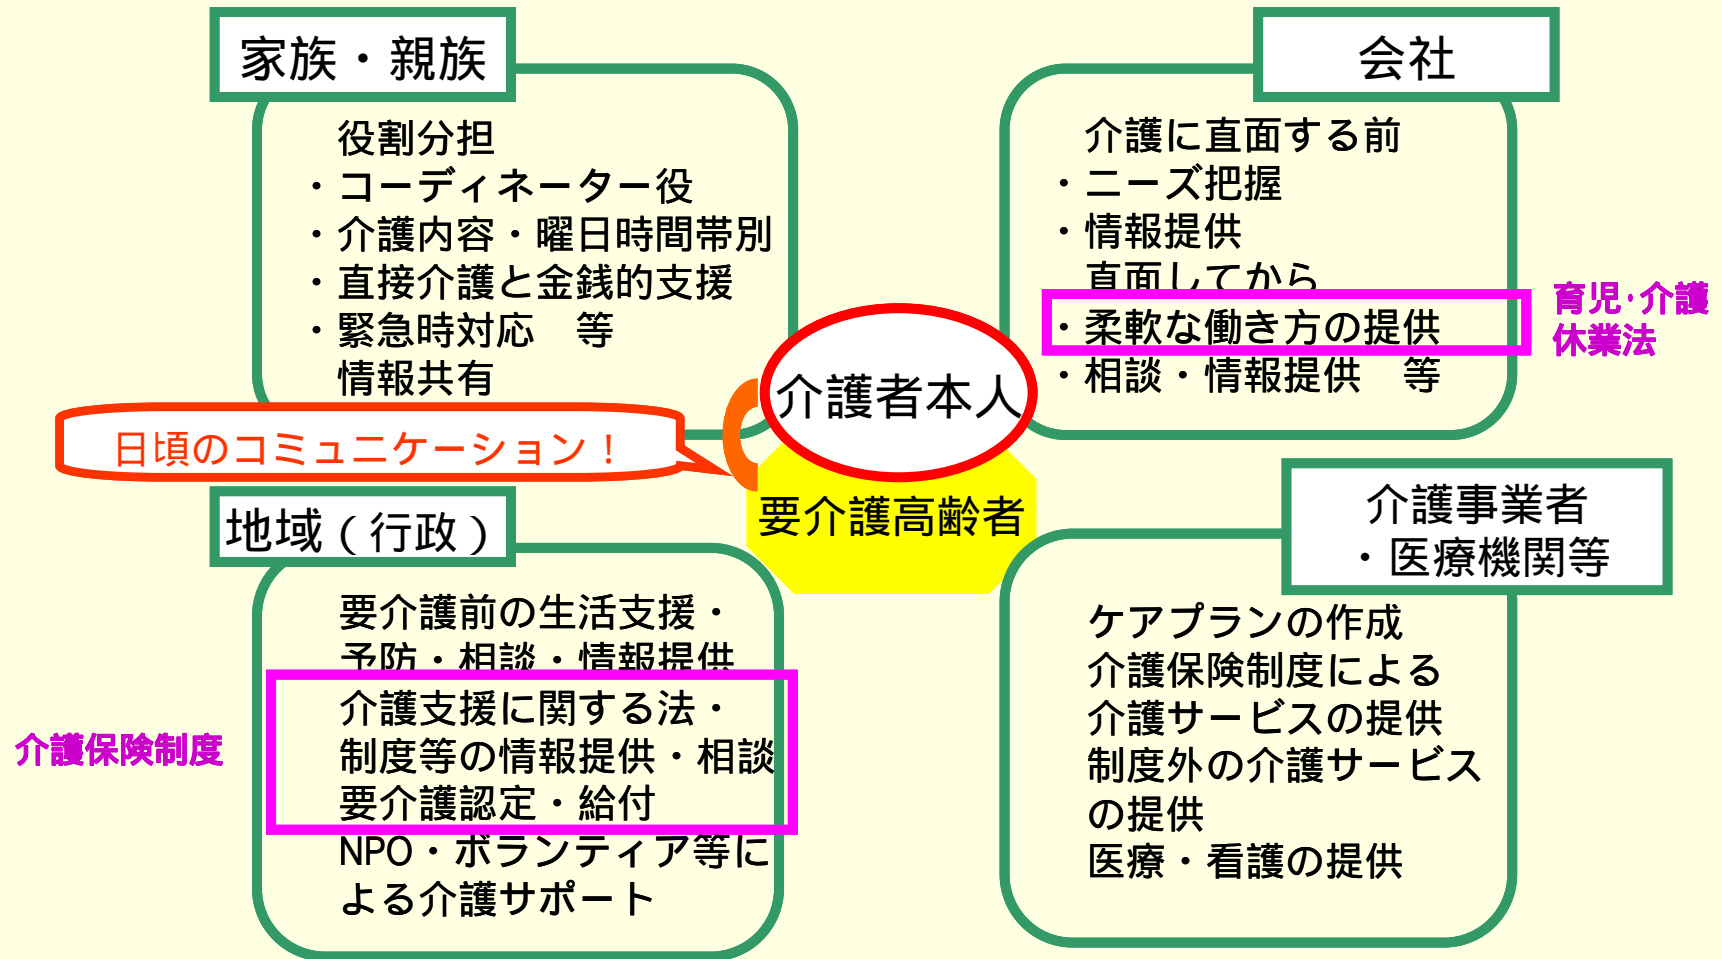 家族・親族
役割分担
・コーディネーター役
・介護内容・曜日時間帯別
・直接介護と金銭的支援
・緊急時対応　等
情報共有
会社
介護に直面する前
・ニーズ把握
・情報提供
直面してから
・柔軟な働き方の提供
・相談・情報提供　等
育児・介護
休業法
介護者本人
日頃のコミュニケーション！
要介護高齢者
地域（行政）
要介護前の生活支援・
予防・相談・情報提供
介護支援に関する法・
制度等の情報提供・相談
要介護認定・給付
NPO・ボランティア等に
よる介護サポート
介護保険制度
介護事業者
・医療機関等
ケアプランの作成
介護保険制度による
介護サービスの提供
制度外の介護サービス
の提供
医療・看護の提供